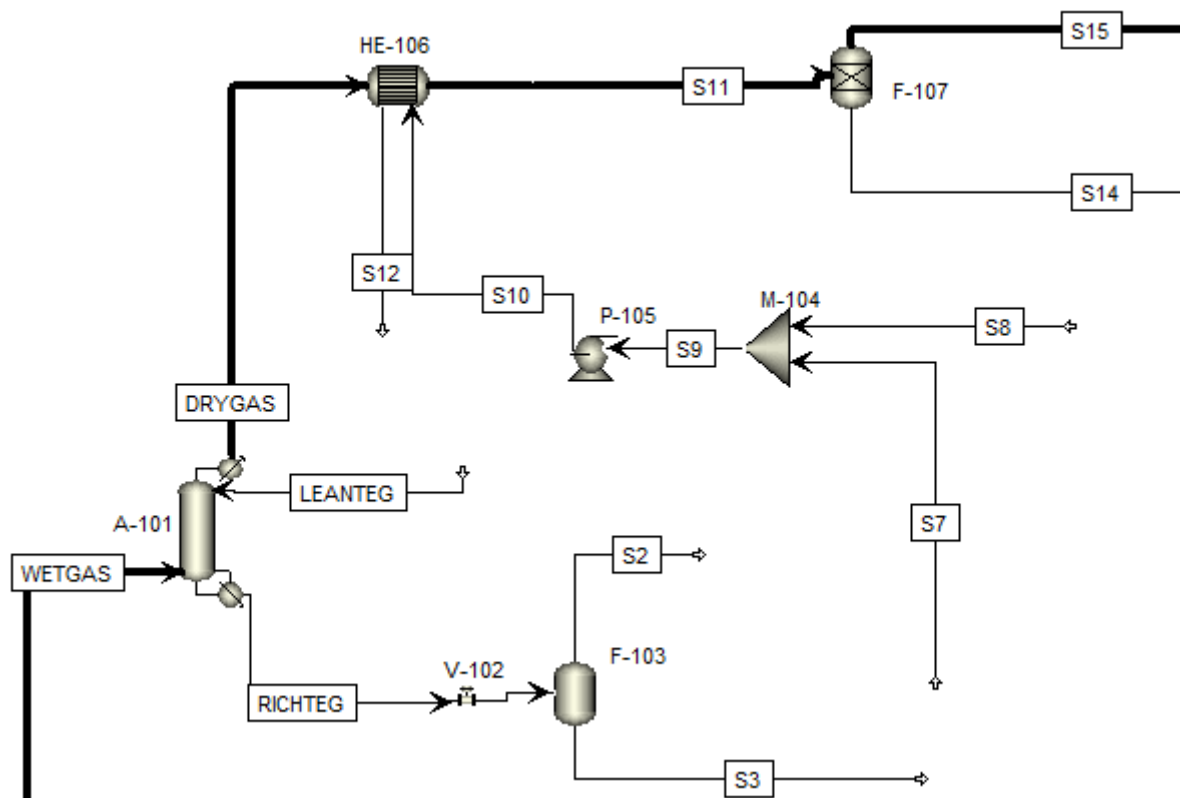 HE-106
S15
S11
F-107
S14
S12
S10
P-105
M-104
S8
S9
DRYGAS
LEANTEG
A-101
S7
WETGAS
S2
V-102
F-103
RICHTEG
S3